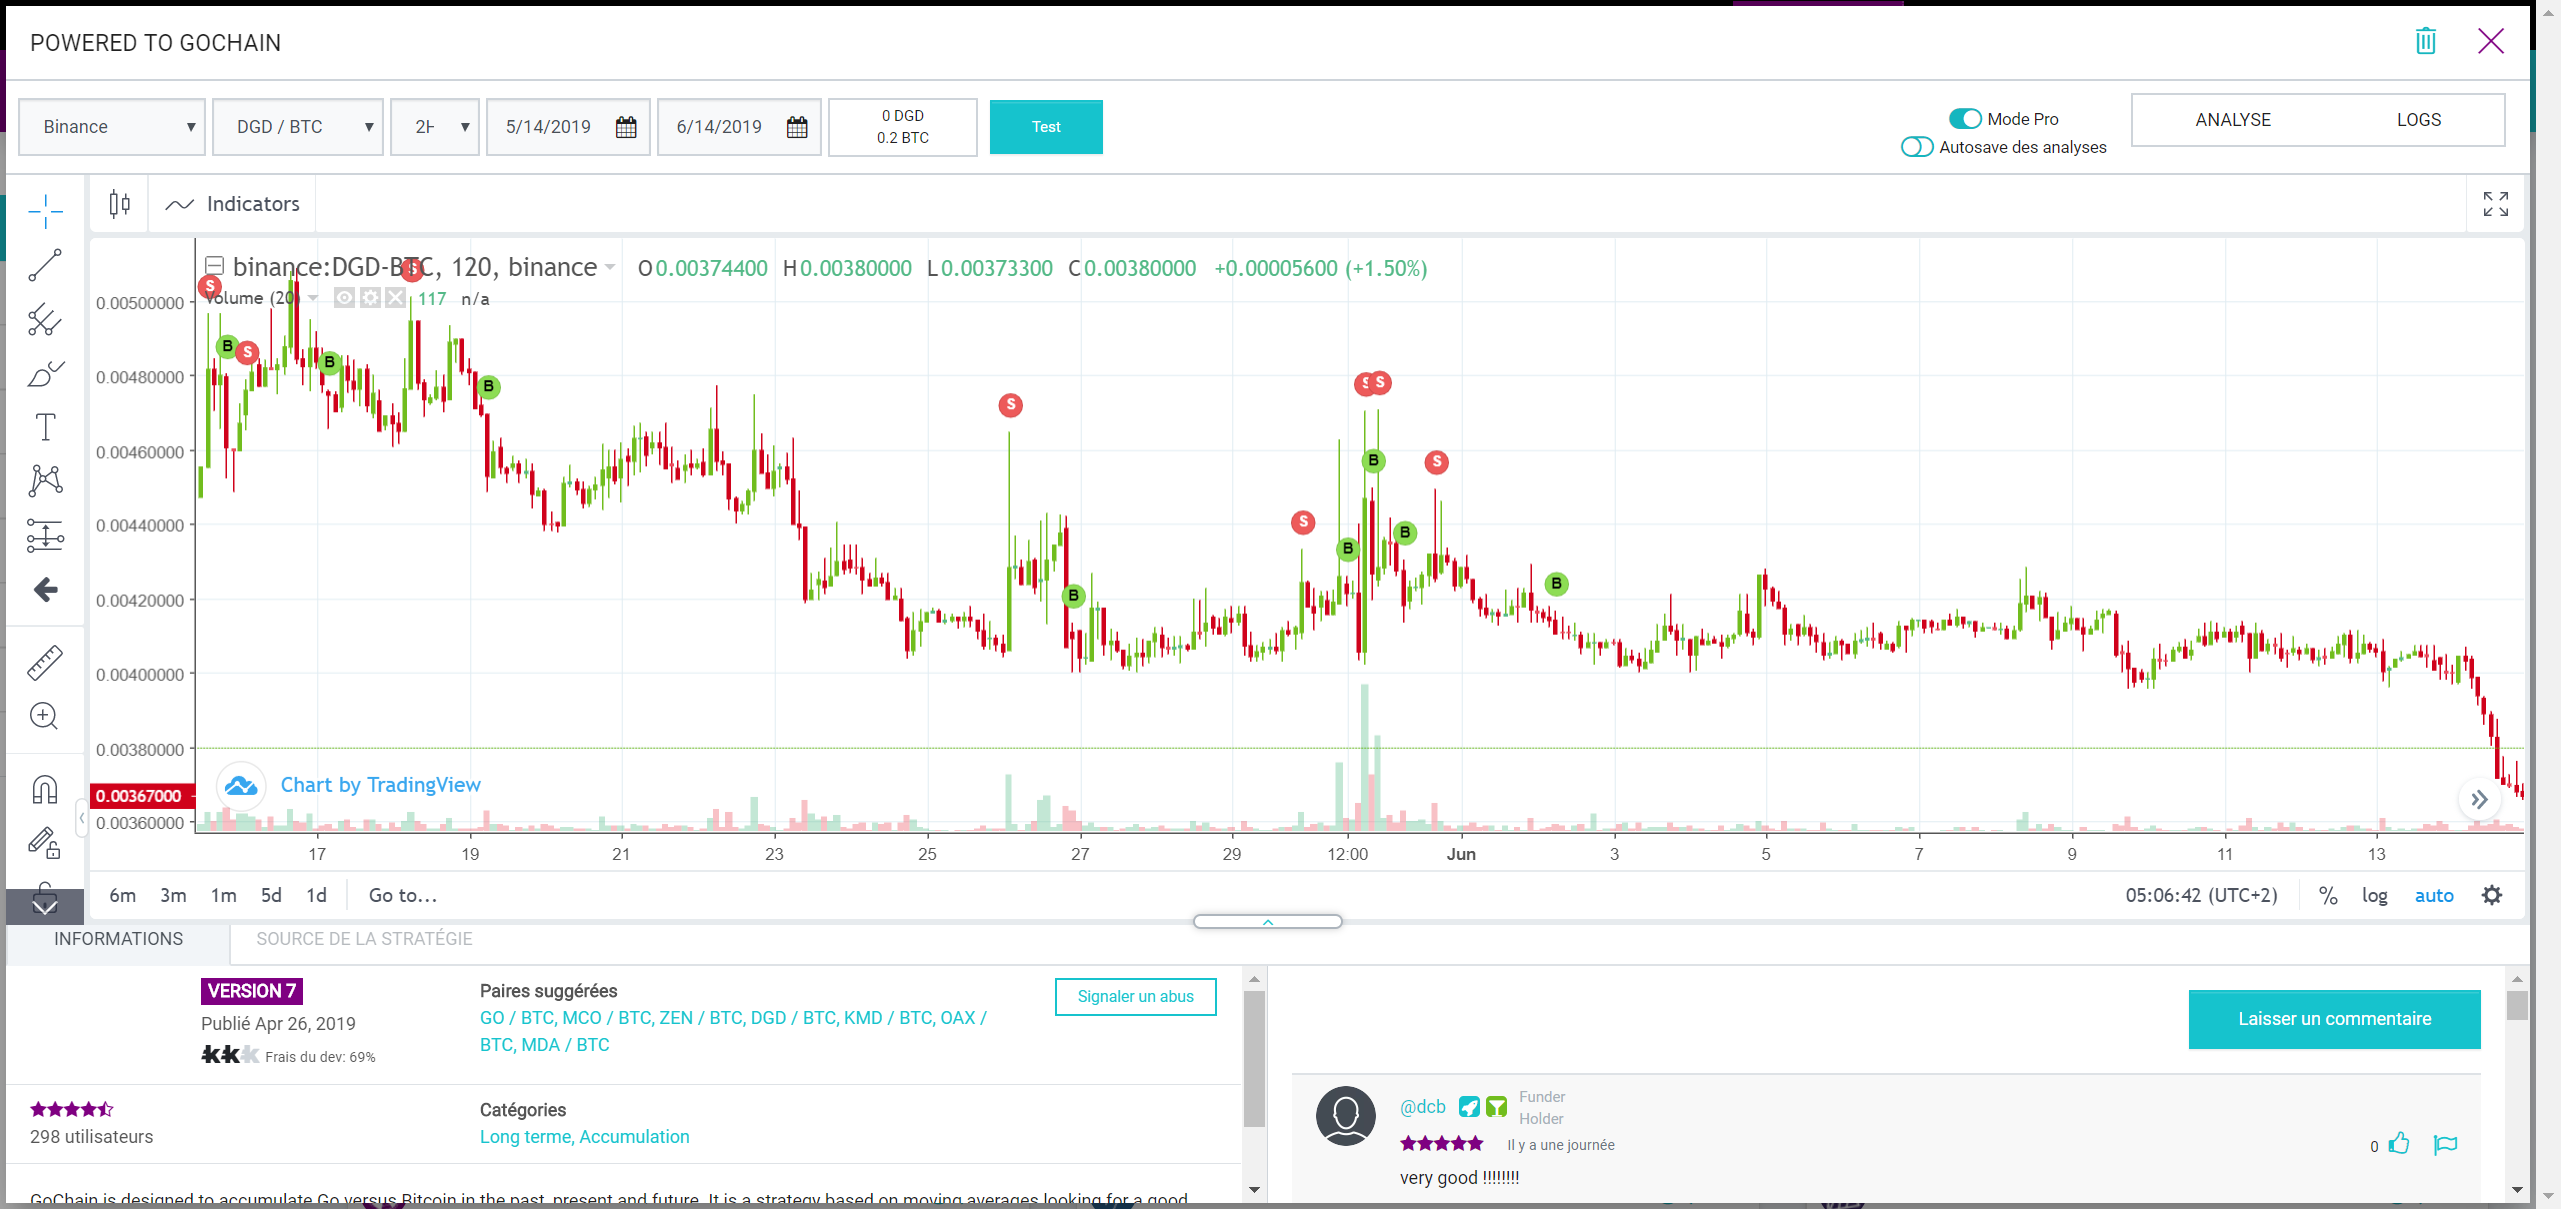 POWERED TO GOCHAIN
Binance
DGD / BTC
5/14/2019
6/14/2019
0 DGD
0.2 BTC
Test
Mode Pro
Autosave des analyses
ANALYSE
LOGS
Indicators
binance:DGD-BTC, 120, binance
O0.00374400 H0.00380000 L0.00373300 C0.00380000 +0.00005600 (+1.50%)
Volume (20) 117 n/a
S
S
B
S
B
B
S
S
S
B
S
S
B
B
B
B
0.00500000
0.00480000
0.00460000
0.00440000
0.00420000
0.00400000
0.00380000
0.00367000
0.00360000
Chart by TradingView
17 19 21 23 25 27 29 12:00 Jun 3 5 7 9 11 13
6m 3m 1m 5d 1d Go to...
05:06:42 (UTC+2) % log auto
INFORMATIONS
SOURCE DE LA STRATÉGIE
VERSION 7
Publié Apr 26, 2019
Frais du dev: 69%
Paires suggérées
GO / BTC, MCO / BTC, ZEN / BTC, DGD / BTC, KMD / BTC, OAX /
BTC, MDA / BTC
Signaler un abus
298 utilisateurs
Catégories
Long terme, Accumulation
GoChain is designed to accumulate Go versus Bitcoin in the past, present and future. It is a strategy based on moving averages looking for a good
Laisser un commentaire
@dcb
Funder
Holder
Il y a une journée
0
very good !!!!!!!!